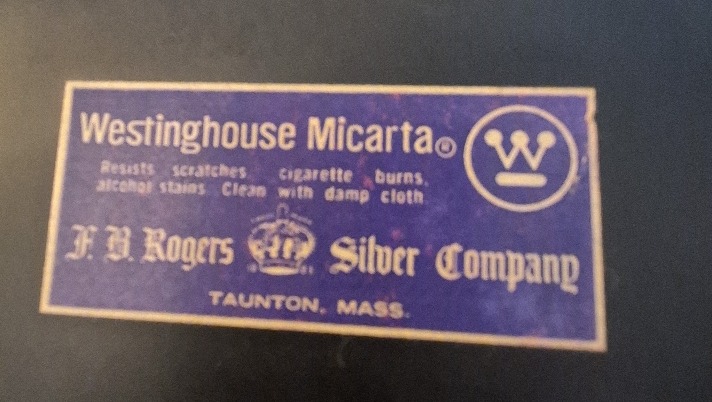 Westinghouse Micarta®
Resists scratches cigarette burns,
alcohol stains. Clean with damp cloth
F. B. Rogers Silver Company
TAUNTON, MASS.